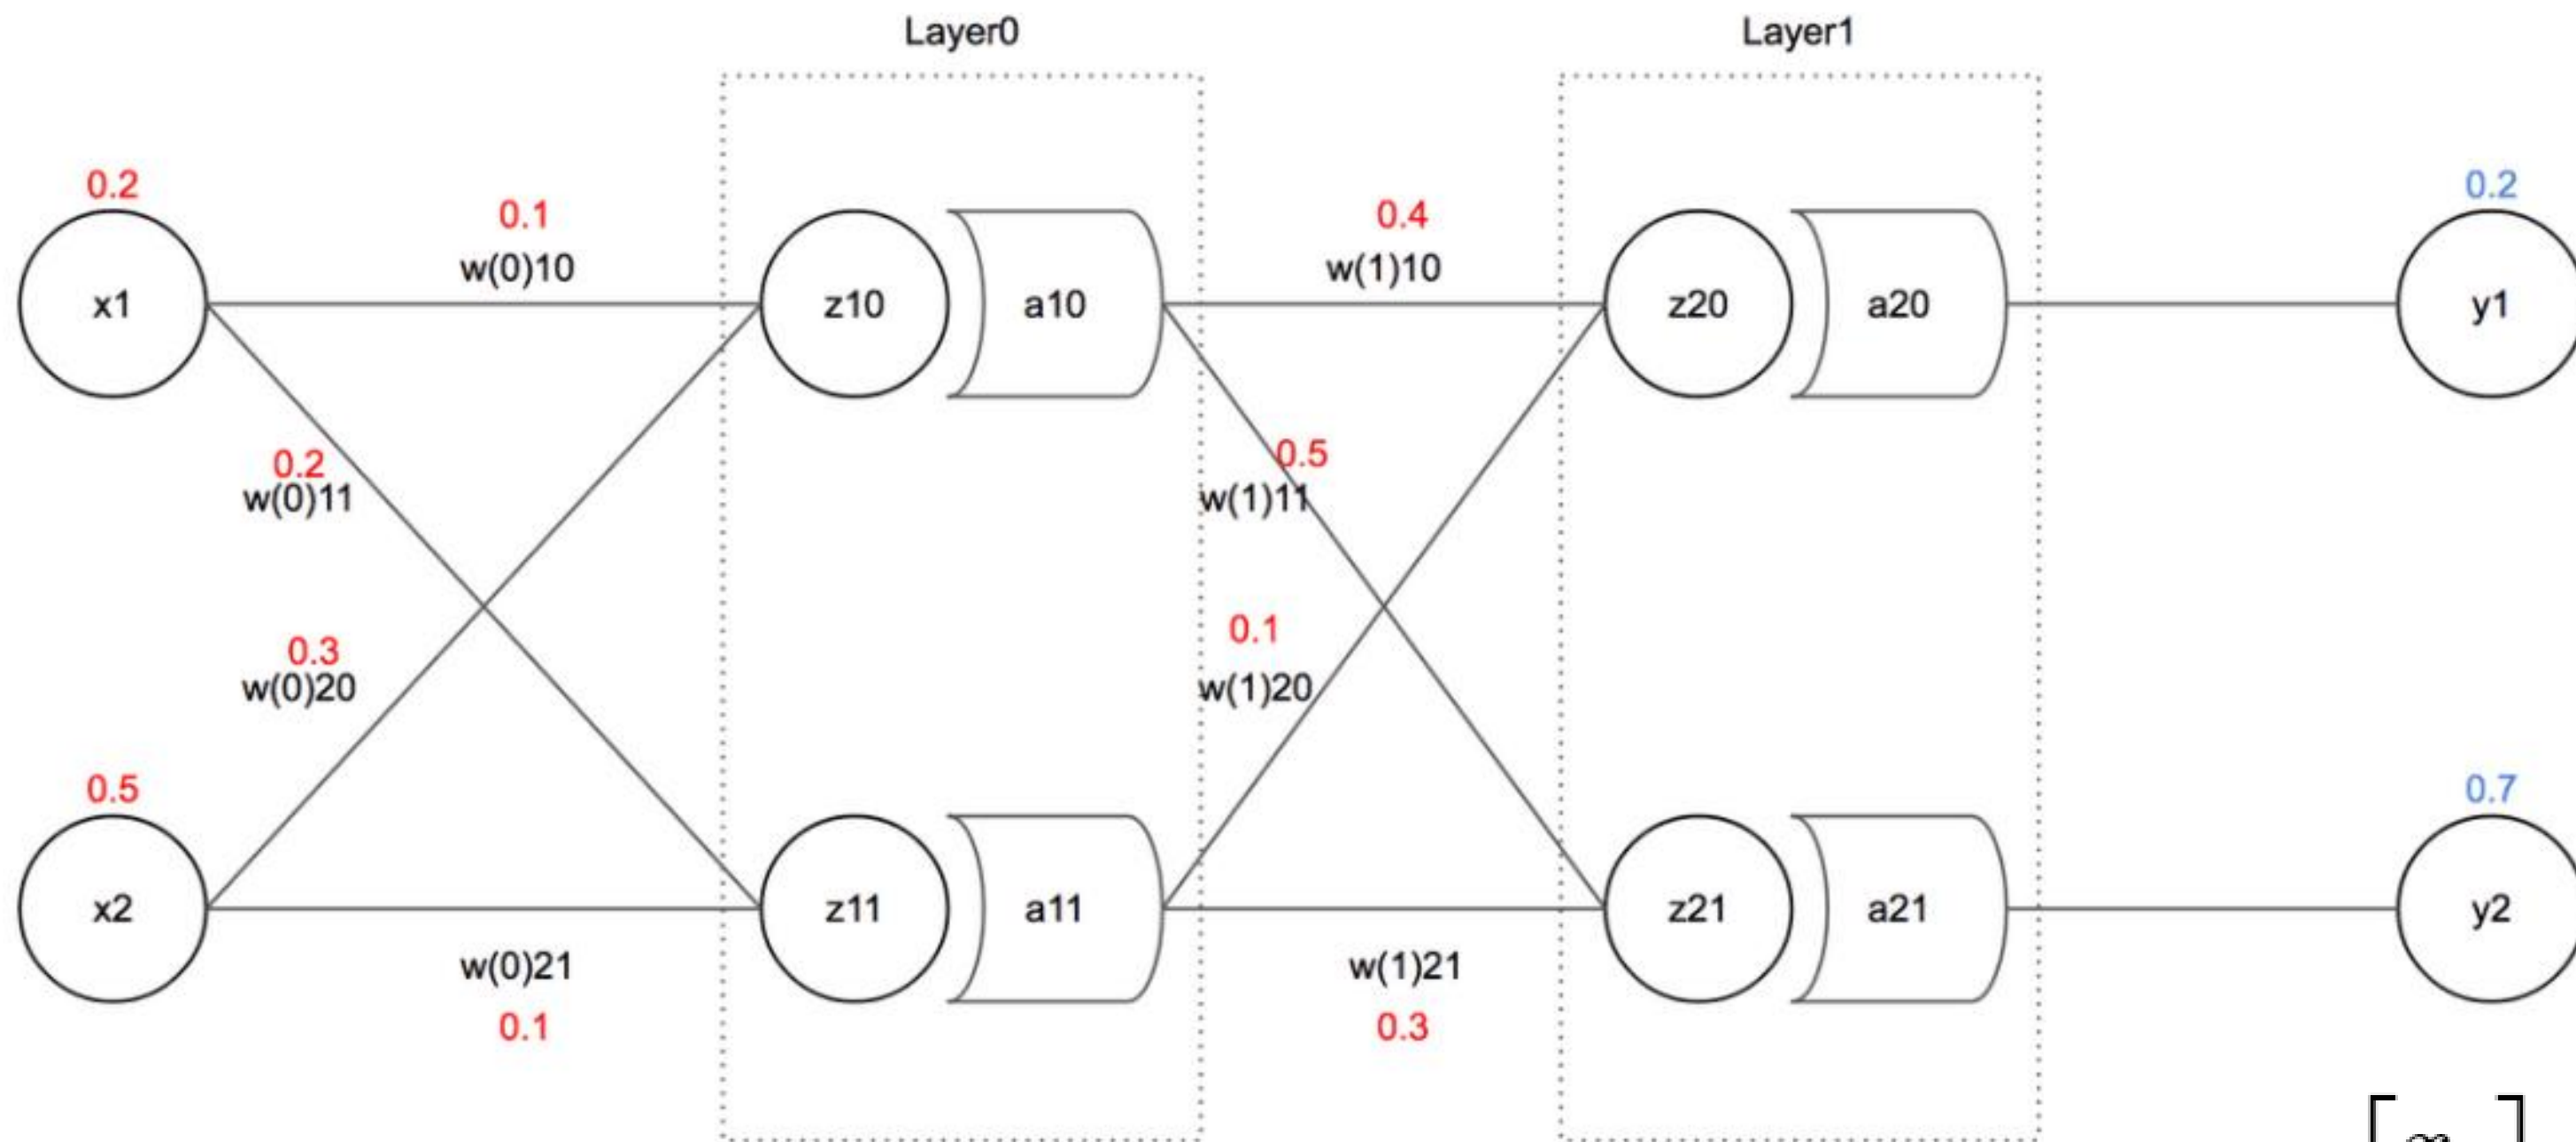 Layer0 Layer1
0.2 0.1 0.4 0.2
w(0)10 w(1)10
x1 z10 a10 z20 a20 y1
0.2 0.5
w(0)11 w(1)11
0.3 0.1
w(0)20 w(1)20
0.5 0.7
x2 z11 a11 z21 a21 y2
w(0)21 w(1)21
0.1 0.3